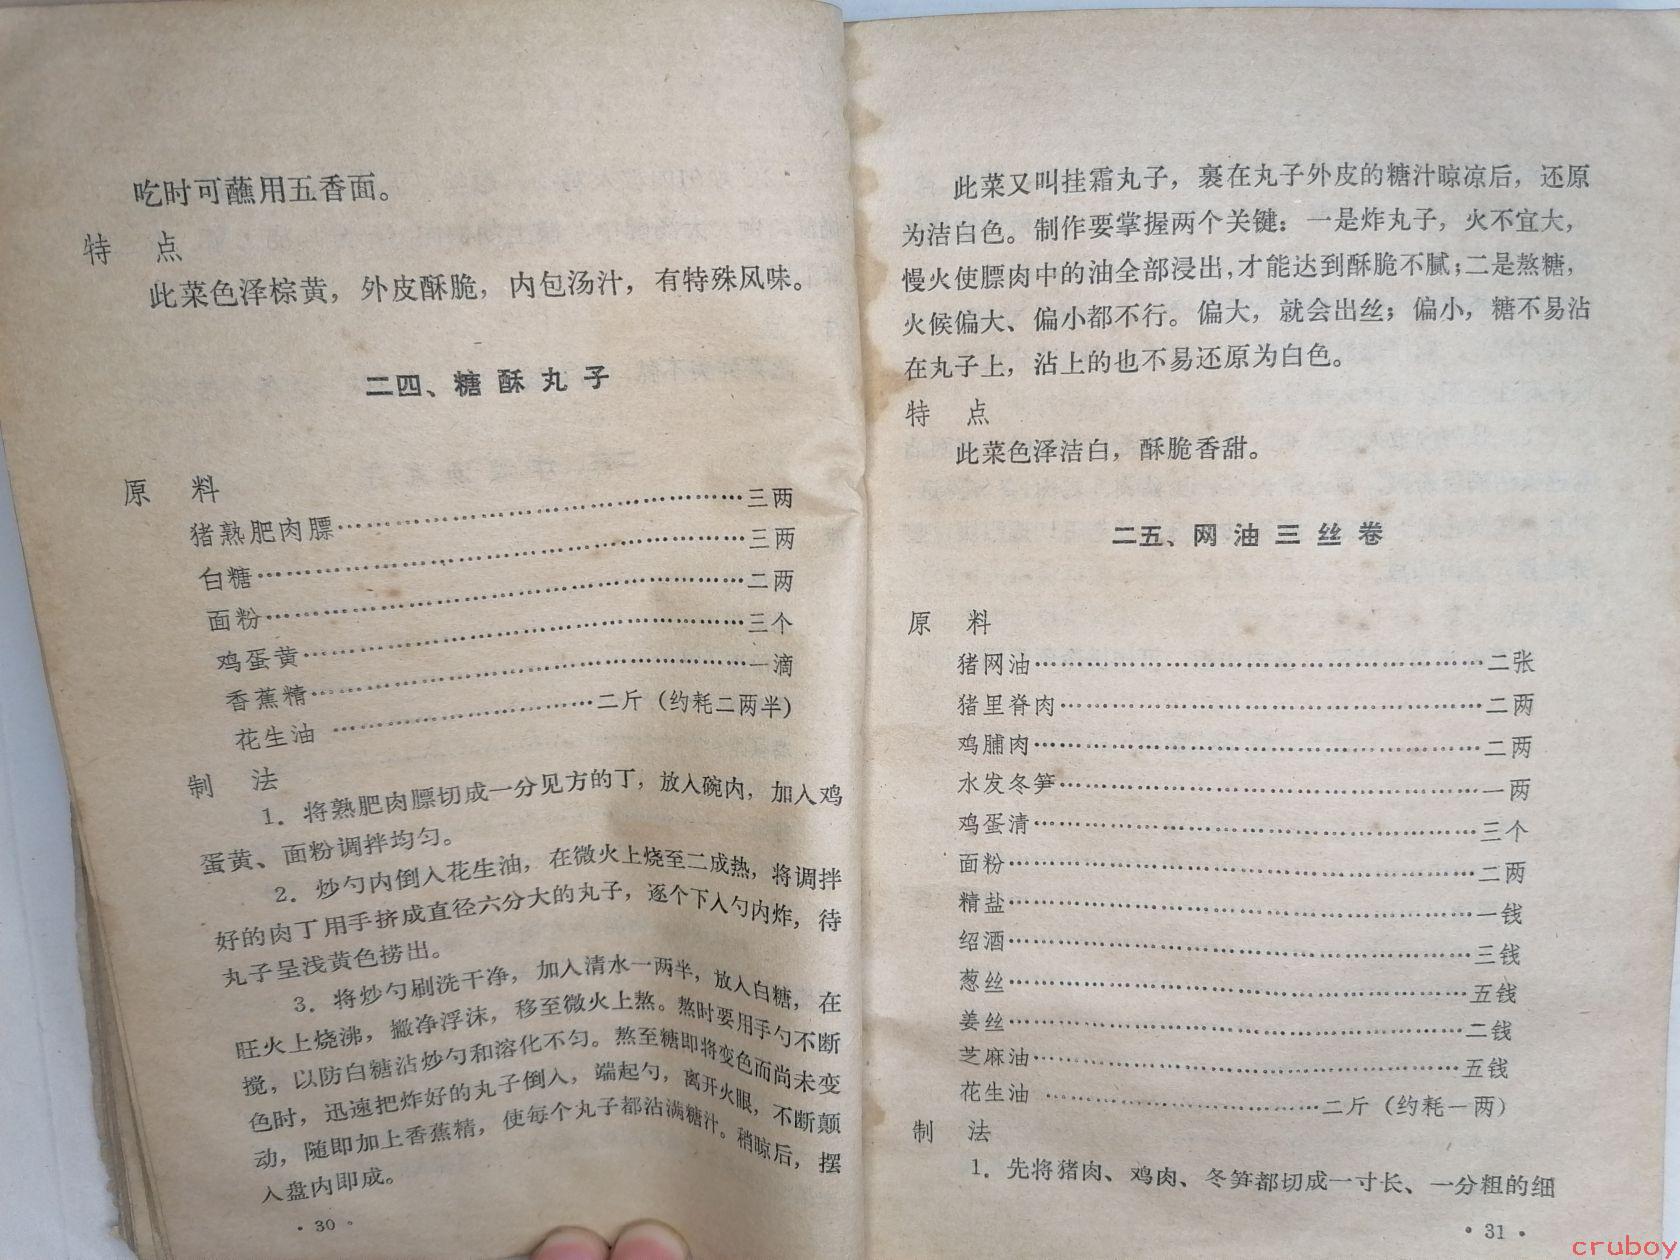 吃时可蘸用五香面。
特 点
此菜色泽棕黄，外皮酥脆，内包汤汁，有特殊风味。
二四、糖酥丸子
原 料
猪熟肥肉膘……三两
白糖……三两
面粉……二两
鸡蛋黄……三个
香蕉精……一滴
花生油……二斤（约耗二两半）
制 法
1. 将熟肥肉膘切成一分见方的丁，放入碗内，加入鸡
蛋黄、面粉调拌均匀。
2. 炒勺内倒入花生油，在微火上烧至二成热，将调拌
好的肉丁用手挤成直径六分大的丸子，逐个下入勺内炸，待
丸子呈浅黄色捞出。
3. 将炒勺刷洗干净，加入清水一两半，放入白糖，在
旺火上烧沸，撇净浮沫，移至微火上熬。熬时要用手勺不断
搅，以防白糖沾炒勺和溶化不匀。熬至糖即将变色而尚未变
色时，迅速把炸好的丸子倒入，端起勺，离开火眼，不断颠
动，随即加上香蕉精，使每个丸子都沾满糖汁。稍晾后，摆
入盘内即成。
· 30 ·
此菜又叫挂霜丸子，裹在丸子外皮的糖汁晾凉后，还原
为洁白色。制作要掌握两个关键：一是炸丸子，火不宜大，
慢火使膘肉中的油全部浸出，才能达到酥脆不腻；二是熬糖，
火候偏大、偏小都不行。偏大，就会出丝；偏小，糖不易沾
在丸子上，沾上的也不易还原为白色。
特 点
此菜色泽洁白，酥脆香甜。
二五、网油三丝卷
原 料
猪网油……二张
猪里脊肉……二两
鸡脯肉……二两
水发冬笋……一两
鸡蛋清……三个
面粉……二两
精盐……一钱
绍酒……三钱
葱丝……五钱
姜丝……二钱
芝麻油……五钱
花生油……二斤（约耗一两）
制 法
1. 先将猪肉、鸡肉、冬笋都切成一寸长、一分粗的细
· 31 ·
cruboy